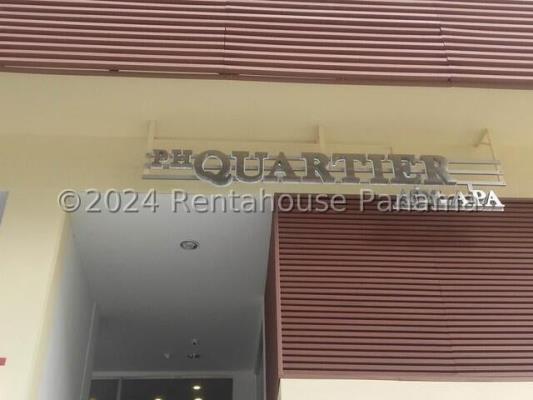 PH QUARTIER
©2024 Rentahouse Panama